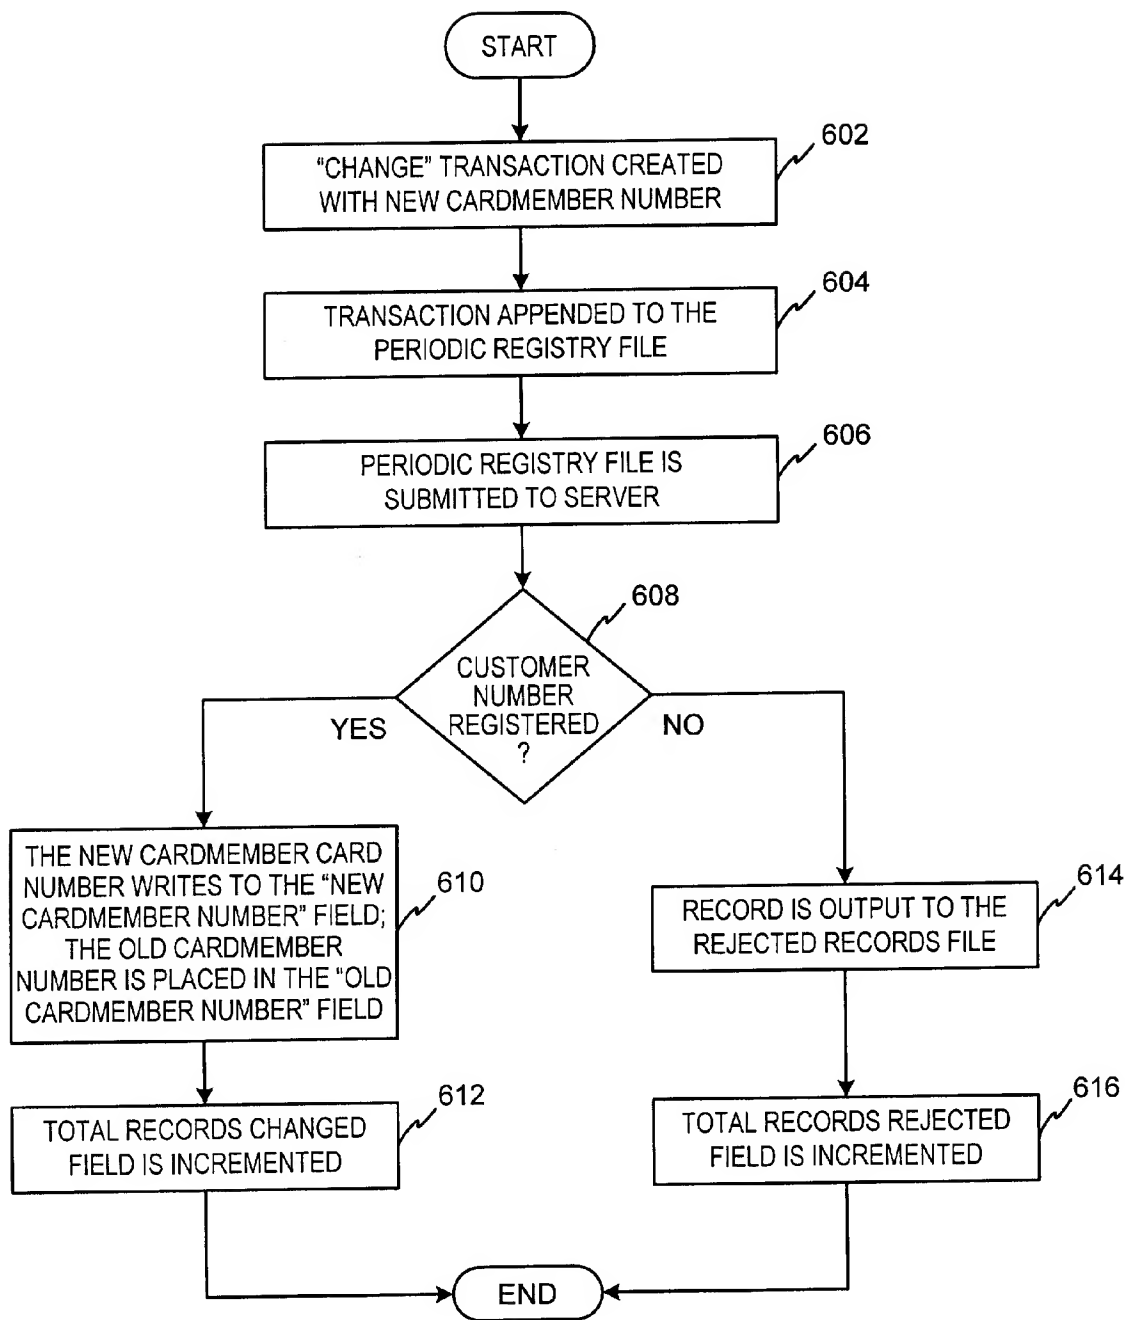 START
602
“CHANGE” TRANSACTION CREATED
WITH NEW CARDMEMBER NUMBER
604
TRANSACTION APPENDED TO THE
PERIODIC REGISTRY FILE
606
PERIODIC REGISTRY FILE IS
SUBMITTED TO SERVER
608
CUSTOMER
NUMBER
REGISTERED
?
YES
NO
THE NEW CARDMEMBER CARD
NUMBER WRITES TO THE “NEW
CARDMEMBER NUMBER” FIELD;
THE OLD CARDMEMBER
NUMBER IS PLACED IN THE “OLD
CARDMEMBER NUMBER” FIELD
610
614
RECORD IS OUTPUT TO THE
REJECTED RECORDS FILE
612
TOTAL RECORDS CHANGED
FIELD IS INCREMENTED
616
TOTAL RECORDS REJECTED
FIELD IS INCREMENTED
END